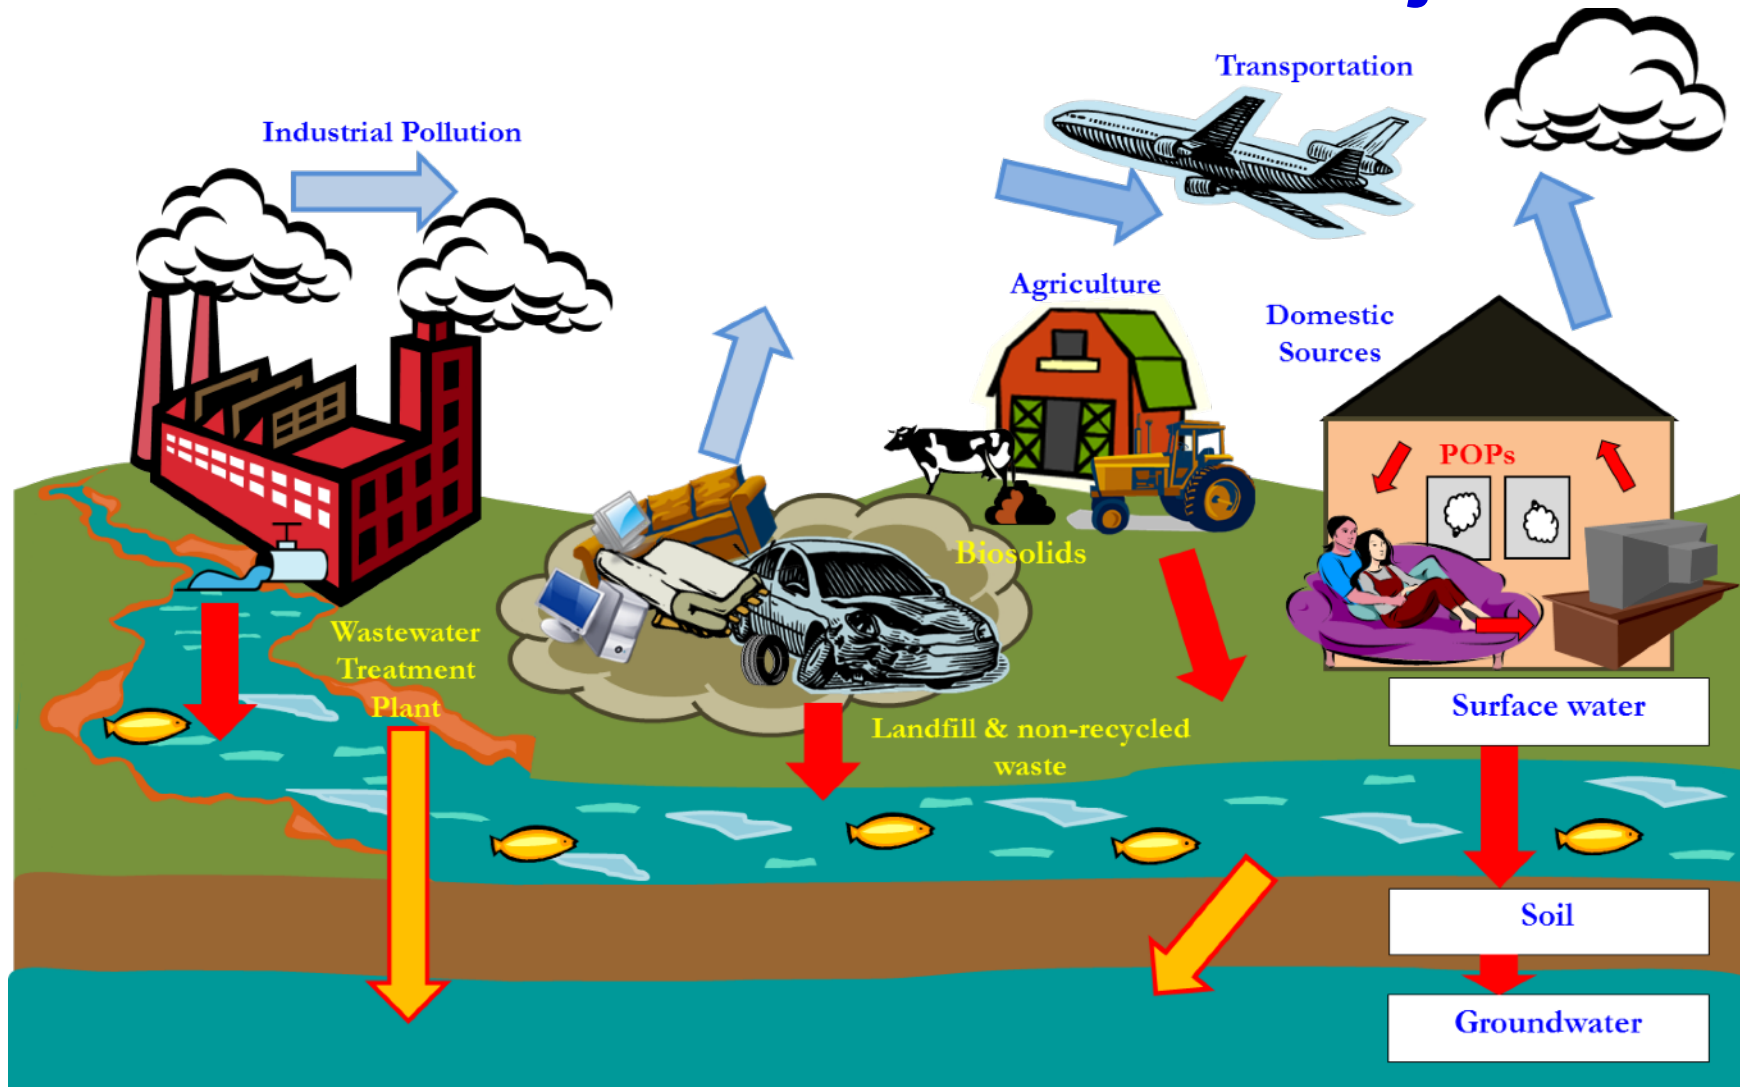 Transportation
Industrial Pollution
Agriculture
Domestic
Sources
POPs
Biosolids
Wastewater
Treatment
Plant
Landfill & non-recycled
waste
Surface water
Soil
Groundwater